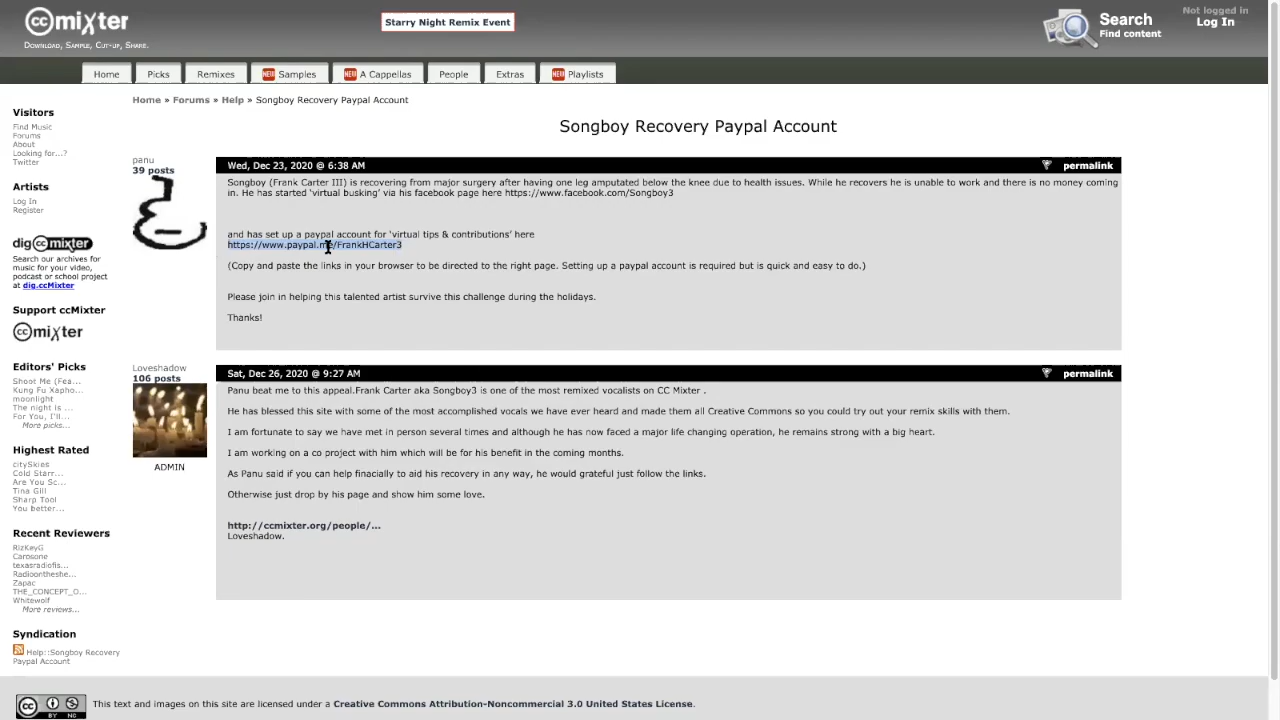 ccmixter
Download, Sample, Cut-up, Share.
Starry Night Remix Event
Search
Find content
Not logged in
Log In
Home
Picks
Remixes
NEW Samples
NEW A Cappellas
People
Extras
NEW Playlists
Home » Forums » Help » Songboy Recovery Paypal Account
Songboy Recovery Paypal Account
Visitors
Find Music
Forums
About
Looking for...?
Twitter
Artists
Log In
Register
dig ccmixter
Search our archives for
music for your video,
podcast or school project
at dig.ccMixter
Support ccMixter
ccmixter
Editors' Picks
Shoot Me (Fea...
Kung Fu Xapho...
moonlight
The night is ...
For You, I'll...
More picks...
Highest Rated
citySkies
Cold Starr...
Are You Sc...
Tina Gill
Sharp Tool
You better...
Recent Reviewers
RizKeyG
Carosone
texasradiofis...
Radioontheshe...
Zapac
THE_CONCEPT_O...
Whitewolf
More reviews...
Syndication
Help::Songboy Recovery
Paypal Account
panu
39 posts
Wed, Dec 23, 2020 @ 6:38 AM
permalink
Songboy (Frank Carter III) is recovering from major surgery after having one leg amputated below the knee due to health issues. While he recovers he is unable to work and there is no money coming
in. He has started 'virtual busking' via his facebook page here https://www.facebook.com/Songboy3
and has set up a paypal account for 'virtual tips & contributions' here
https://www.paypal.me/FrankHCarter3
(Copy and paste the links in your browser to be directed to the right page. Setting up a paypal account is required but is quick and easy to do.)
Please join in helping this talented artist survive this challenge during the holidays.
Thanks!
Loveshadow
106 posts
ADMIN
Sat, Dec 26, 2020 @ 9:27 AM
permalink
Panu beat me to this appeal.Frank Carter aka Songboy3 is one of the most remixed vocalists on CC Mixter .
He has blessed this site with some of the most accomplished vocals we have ever heard and made them all Creative Commons so you could try out your remix skills with them.
I am fortunate to say we have met in person several times and although he has now faced a major life changing operation, he remains strong with a big heart.
I am working on a co project with him which will be for his benefit in the coming months.
As Panu said if you can help finacially to aid his recovery in any way, he would grateful just follow the links.
Otherwise just drop by his page and show him some love.
http://ccmixter.org/people/...
Loveshadow.
cc BY NC
This text and images on this site are licensed under a Creative Commons Attribution-Noncommercial 3.0 United States License.